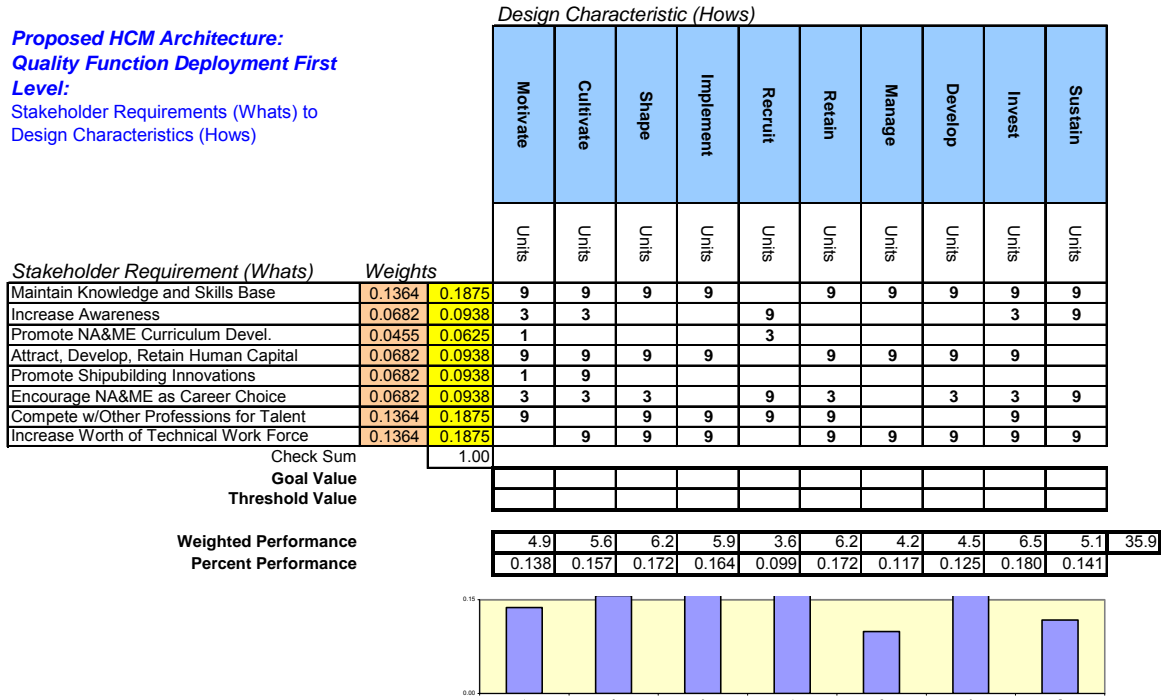 Design Characteristic (Hows)
Proposed HCM Architecture:
Quality Function Deployment First
Level:
Stakeholder Requirements (Whats) to
Design Characteristics (Hows)
Motivate Cultivate Shape Implement Recruit Retain Manage Develop Invest Sustain
Units Units Units Units Units Units Units Units Units Units
Stakeholder Requirement (Whats) Weights
Maintain Knowledge and Skills Base 0.1364 0.1875 9 9 9 9 9 9 9 9 9
Increase Awareness 0.0682 0.0938 3 3 9 3 9
Promote NA&ME Curriculum Devel. 0.0455 0.0625 1 3
Attract, Develop, Retain Human Capital 0.0682 0.0938 9 9 9 9 9 9 9 9
Promote Shipubilding Innovations 0.0682 0.0938 1 9
Encourage NA&ME as Career Choice 0.0682 0.0938 3 3 3 9 3 3 3 9
Compete w/Other Professions for Talent 0.1364 0.1875 9 9 9 9 9 9
Increase Worth of Technical Work Force 0.1364 0.1875 9 9 9 9 9 9 9 9
Check Sum 1.00
Goal Value
Threshold Value
Weighted Performance 4.9 5.6 6.2 5.9 3.6 6.2 4.2 4.5 6.5 5.1 35.9
Percent Performance 0.138 0.157 0.172 0.164 0.099 0.172 0.117 0.125 0.180 0.141
0.15
0.00